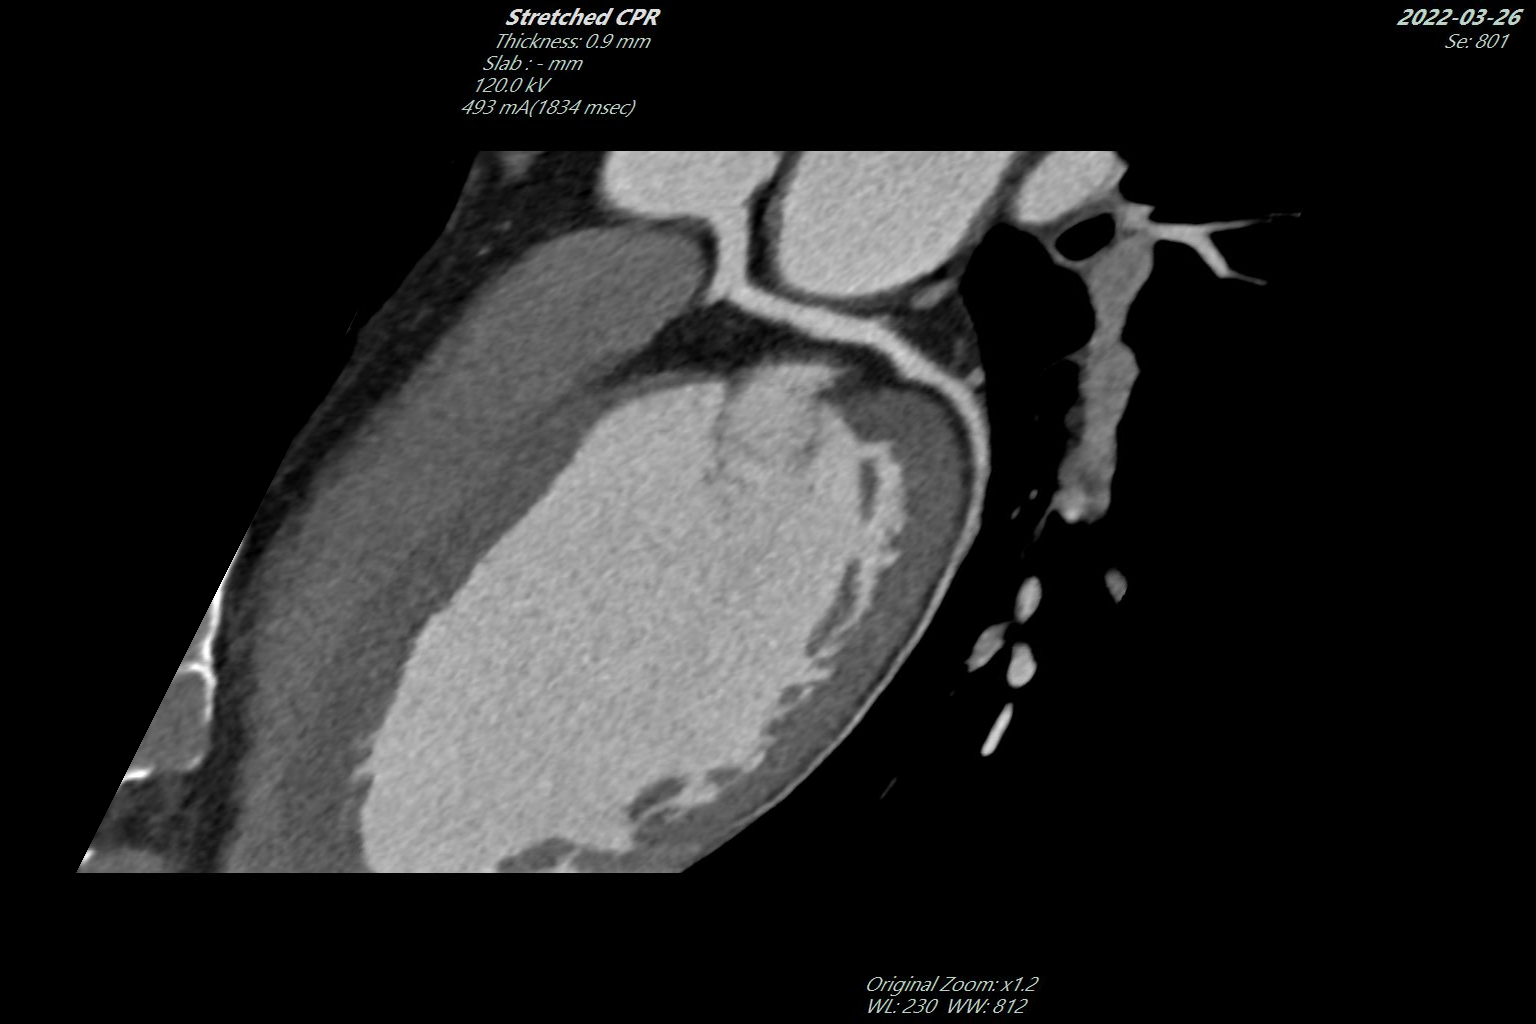 Stretched CPR
Thickness: 0.9 mm
Slab : - mm
120.0 kV
493 mA(1834 msec)
2022-03-26
Se: 801
Original Zoom: x1.2
WL: 230 WW: 812